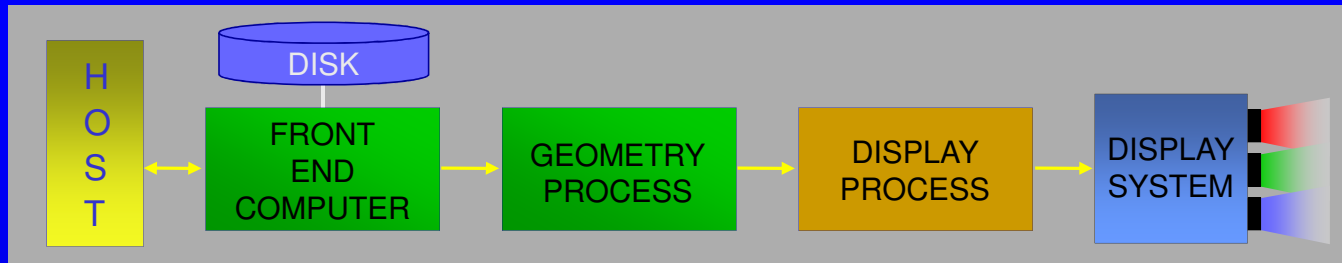 H
O
S
T
DISK
FRONT
END
COMPUTER
GEOMETRY
PROCESS
DISPLAY
PROCESS
DISPLAY
SYSTEM